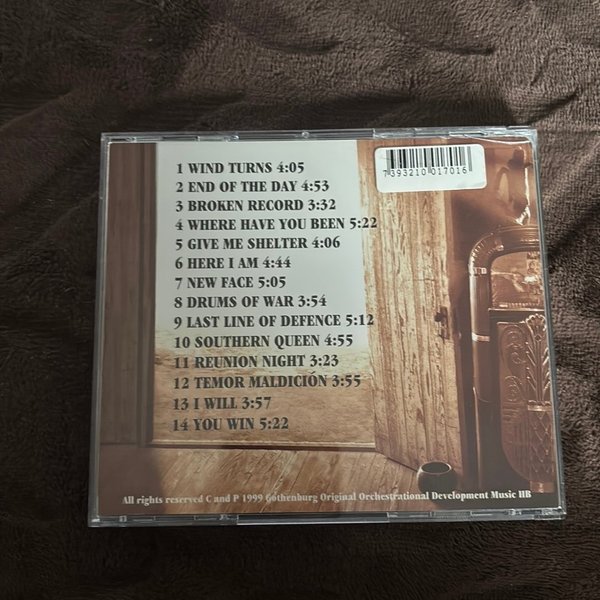 1 WIND TURNS 4:05
2 END OF THE DAY 4:53
3 BROKEN RECORD 3:32
4 WHERE HAVE YOU BEEN 5:22
5 GIVE ME SHELTER 4:06
6 HERE I AM 4:44
7 NEW FACE 5:05
8 DRUMS OF WAR 3:54
9 LAST LINE OF DEFENCE 5:12
10 SOUTHERN QUEEN 4:55
11 REUNION NIGHT 3:23
12 TEMOR MALDICIÓN 3:55
13 I WILL 3:57
14 YOU WIN 5:22
7 393210 017016
All rights reserved C and P 1999 Gothenburg Original Orchestrational Development Music HB